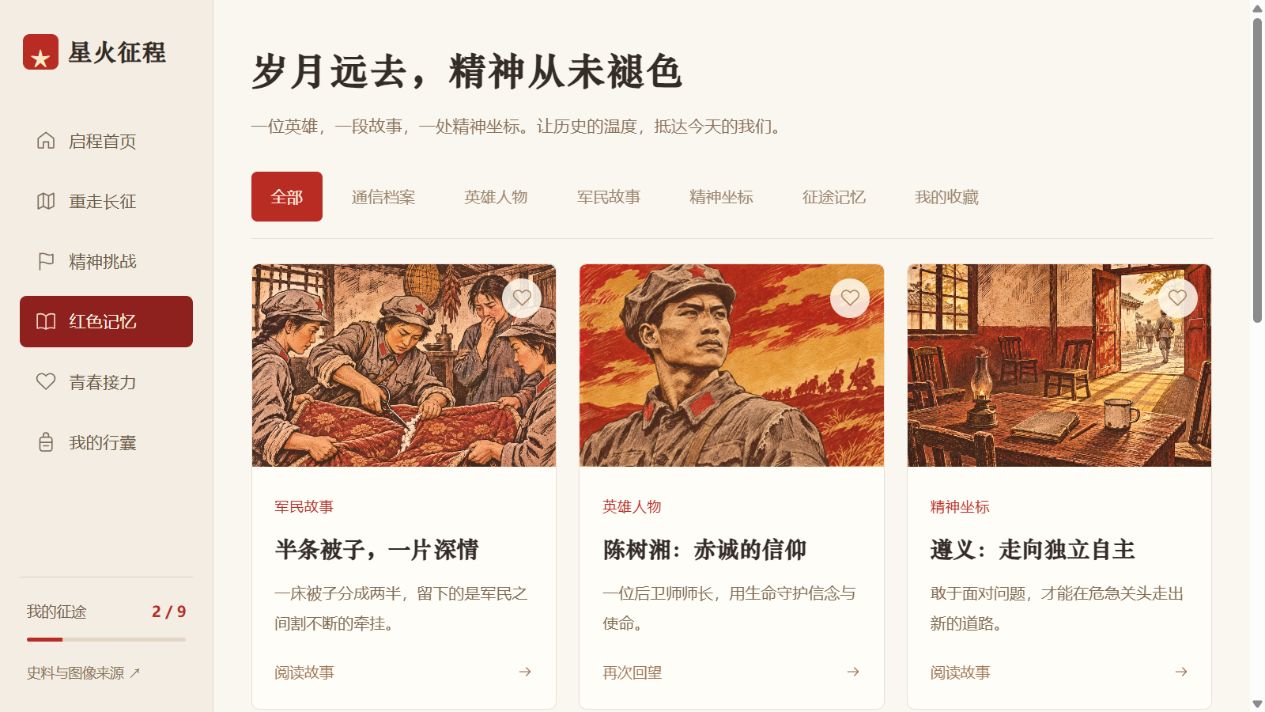 星火征程
启程首页
重走长征
精神挑战
红色记忆
青春接力
我的行囊
我的征途 2 / 9
史料与图像来源 ↗
岁月远去，精神从未褪色
一位英雄，一段故事，一处精神坐标。让历史的温度，抵达今天的我们。
全部 通信档案 英雄人物 军民故事 精神坐标 征途记忆 我的收藏
军民故事
半条被子，一片深情
一床被子分成两半，留下的是军民之
间割不断的牵挂。
阅读故事 →
英雄人物
陈树湘：赤诚的信仰
一位后卫师师长，用生命守护信念与
使命。
再次回望 →
精神坐标
遵义：走向独立自主
敢于面对问题，才能在危急关头走出
新的道路。
阅读故事 →